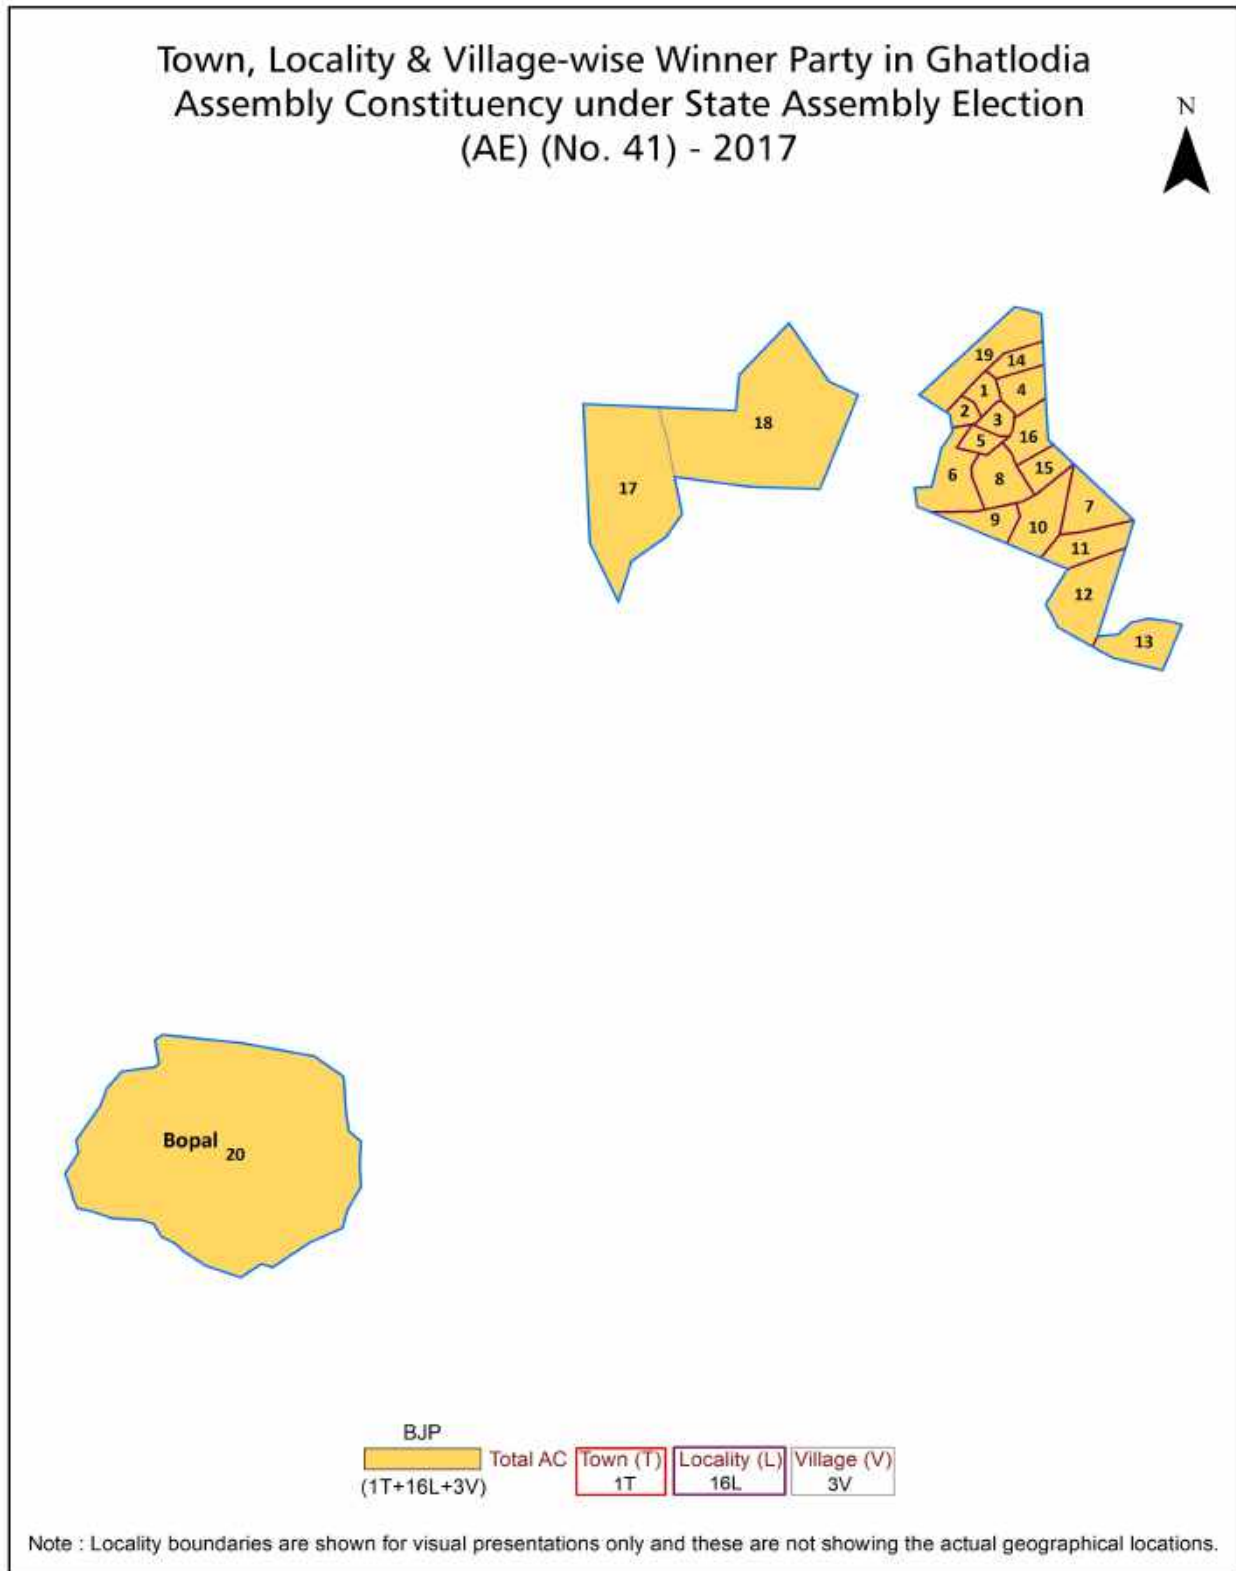 Town, Locality & Village-wise Winner Party in Ghatlodia
Assembly Constituency under State Assembly Election
(AE) (No. 41) - 2017
N
19
14
1
4
2
3
18
16
5
15
6
8
17
7
9
10
11
12
13
Bopal
20
BJP
Total AC
Town (T)
Locality (L)
Village (V)
(1T+16L+3V)
1T
16L
3V
Note : Locality boundaries are shown for visual presentations only and these are not showing the actual geographical locations.